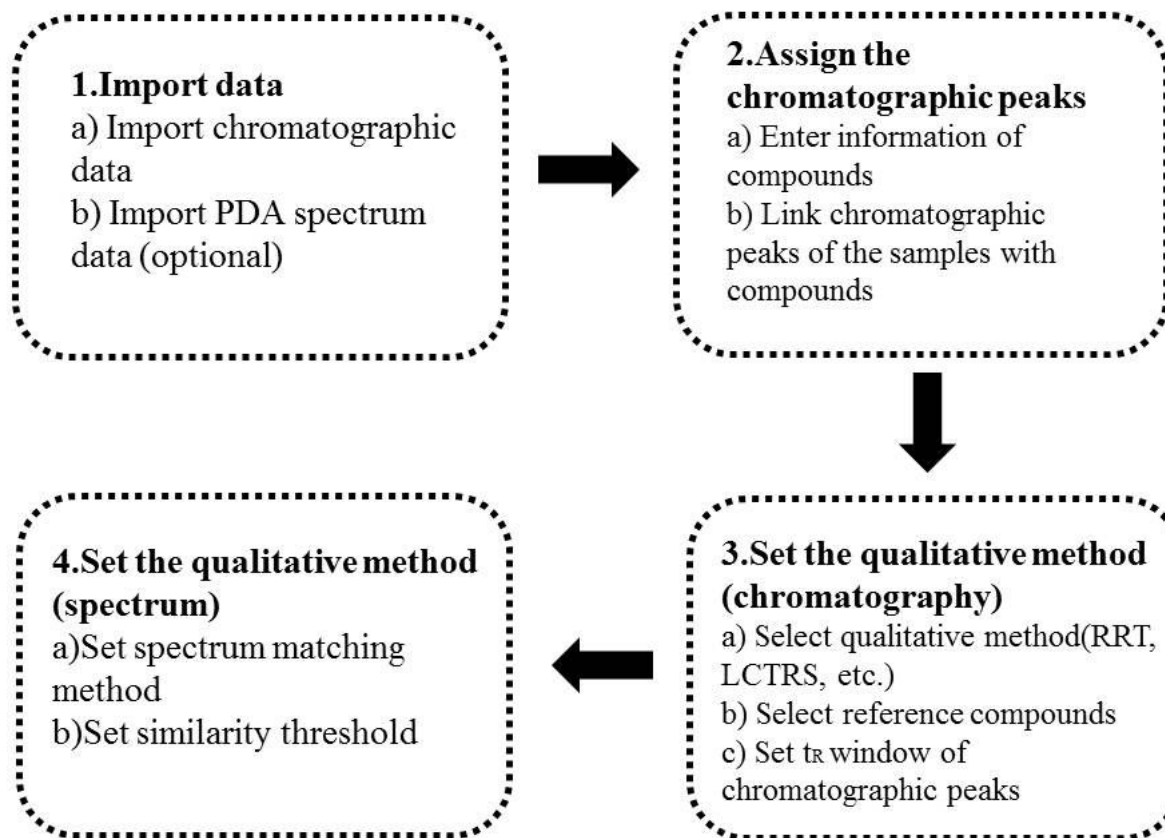 1.Import data
a) Import chromatographic
data
b) Import PDA spectrum
data (optional)
2.Assign the
chromatographic peaks
a) Enter information of
compounds
b) Link chromatographic
peaks of the samples with
compounds
3.Set the qualitative method
(chromatography)
a) Select qualitative method(RRT,
LCTRS, etc.)
b) Select reference compounds
c) Set tR window of
chromatographic peaks
4.Set the qualitative method
(spectrum)
a)Set spectrum matching
method
b)Set similarity threshold